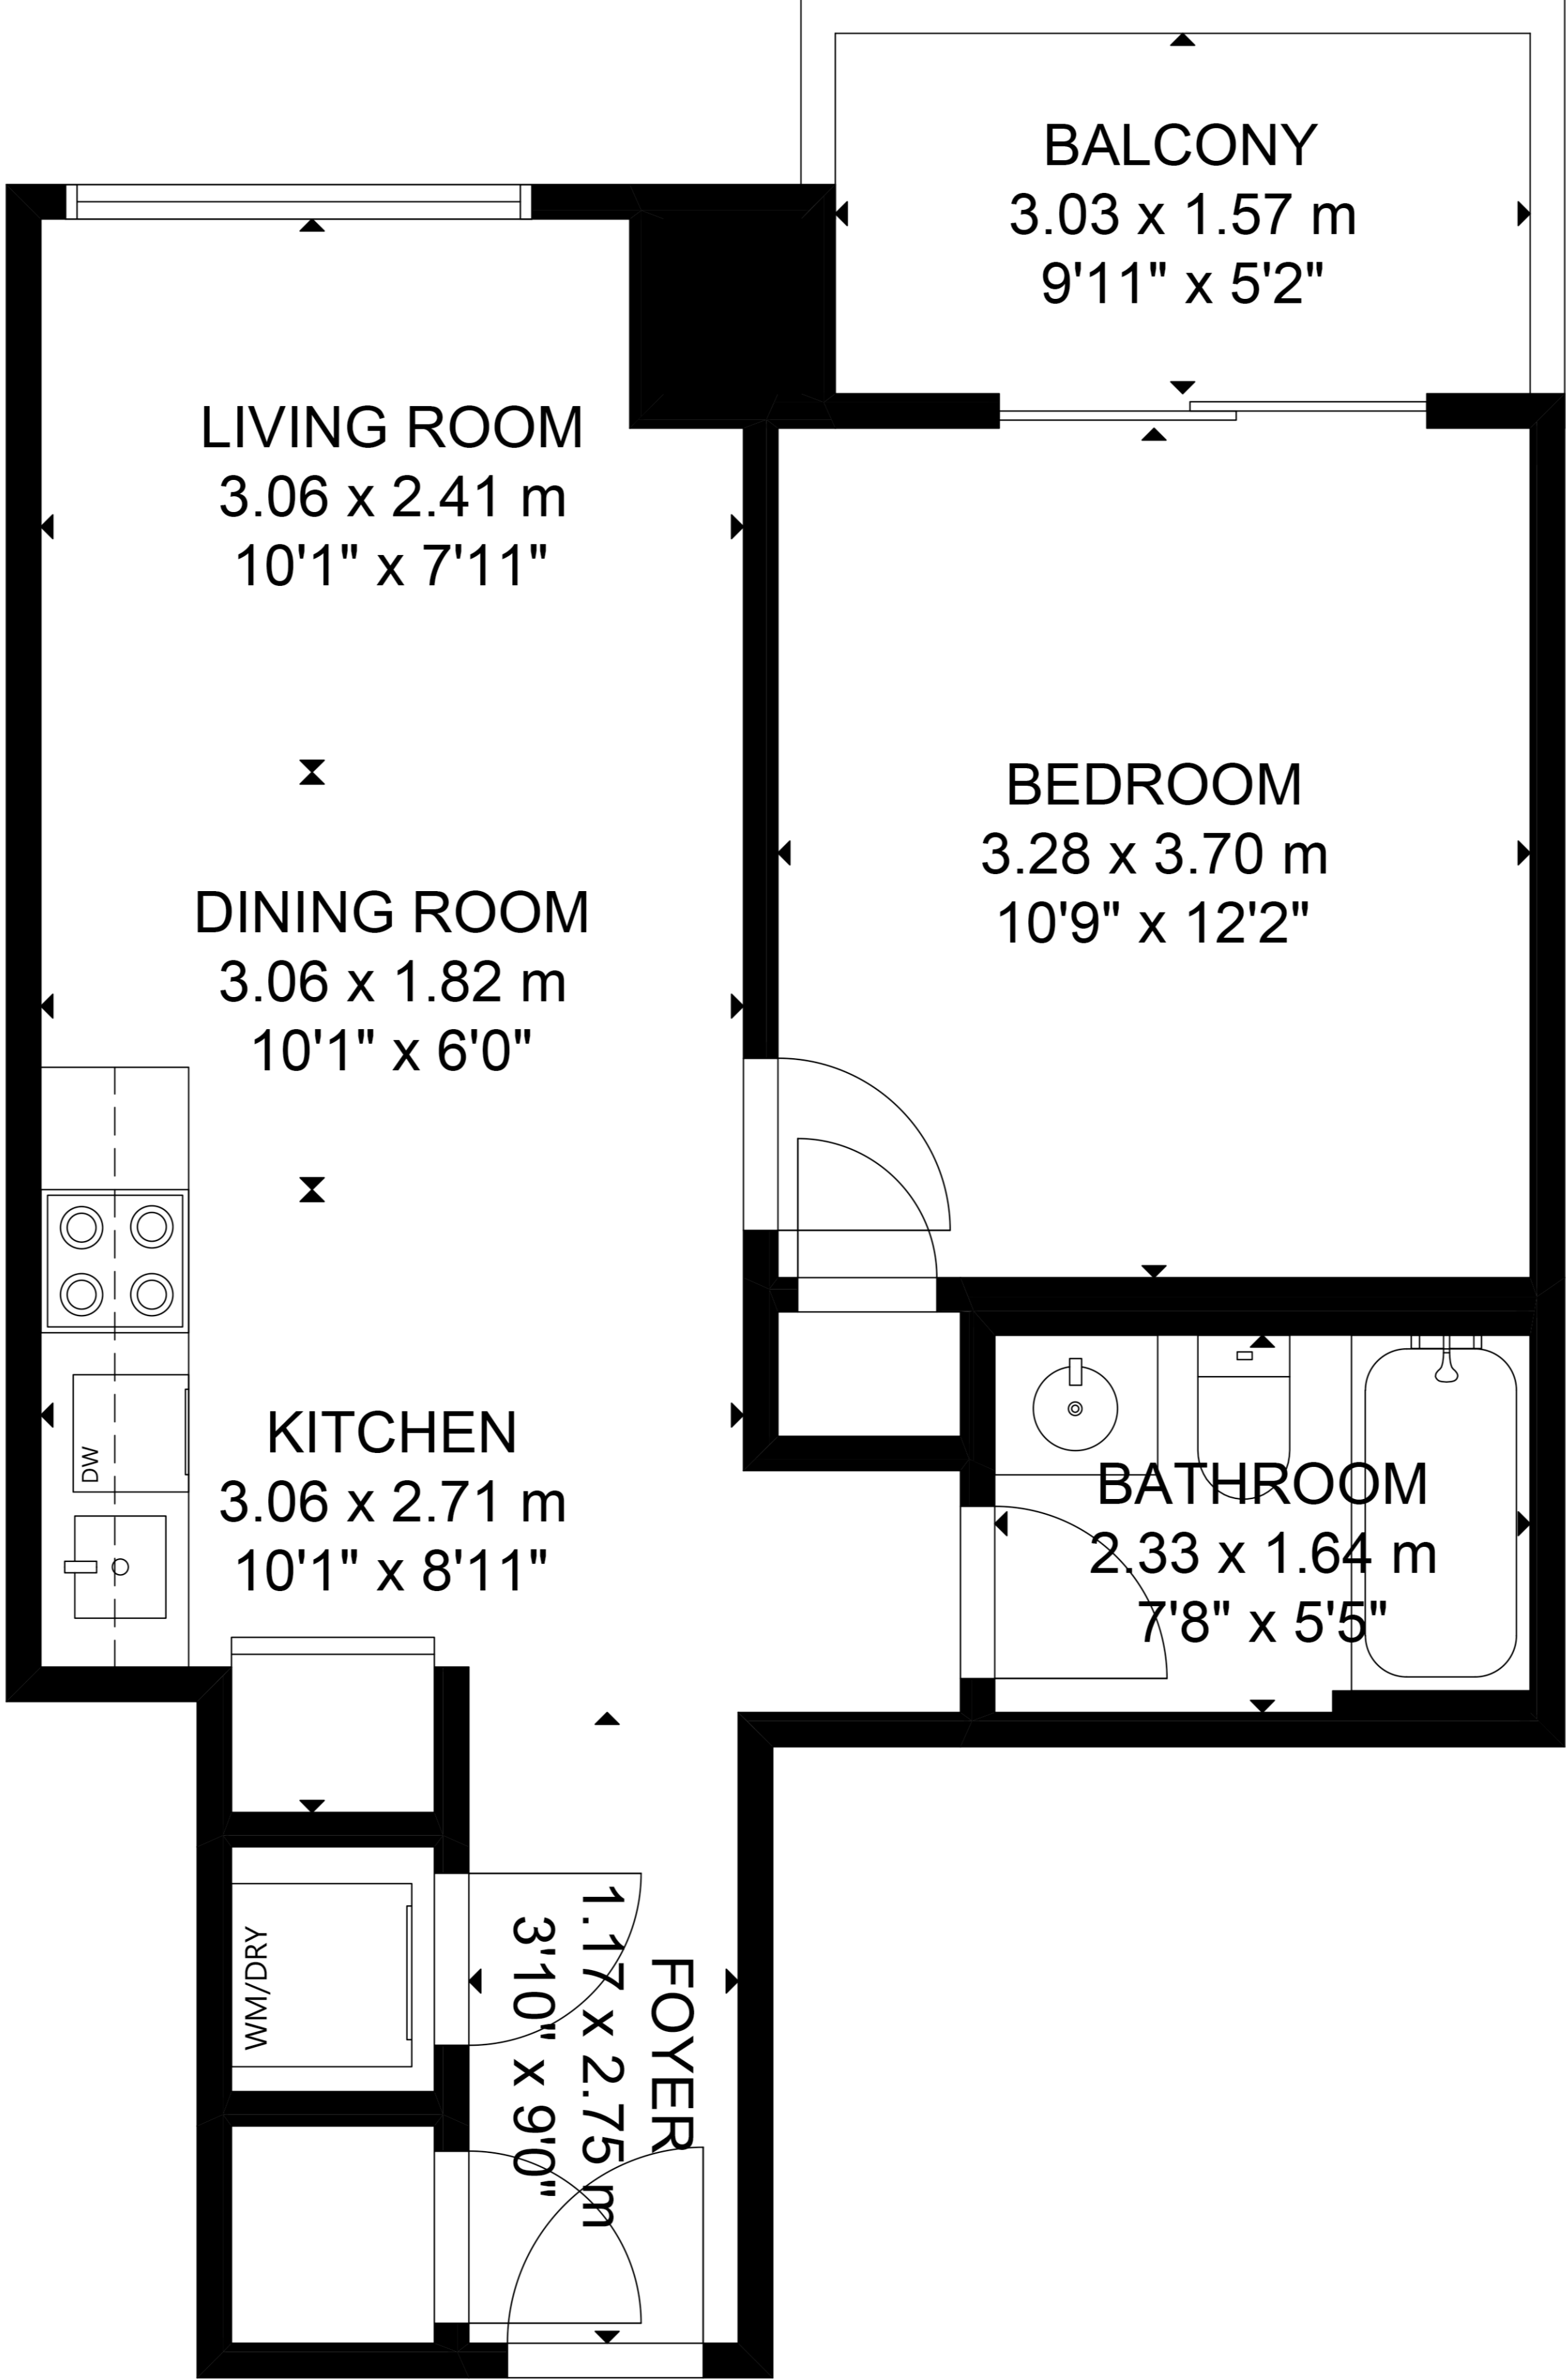 BALCONY
3.03 x 1.57 m
9'11" x 5'2"
LIVING ROOM
3.06 x 2.41 m
10'1" x 7'11"
BEDROOM
3.28 x 3.70 m
10'9" x 12'2"
DINING ROOM
3.06 x 1.82 m
10'1" x 6'0"
KITCHEN
3.06 x 2.71 m
10'1" x 8'11"
DW
BATHROOM
2.33 x 1.64 m
7'8" x 5'5"
WM/DRY
FOYER
1.17 x 2.75 m
3'10" x 9'0"